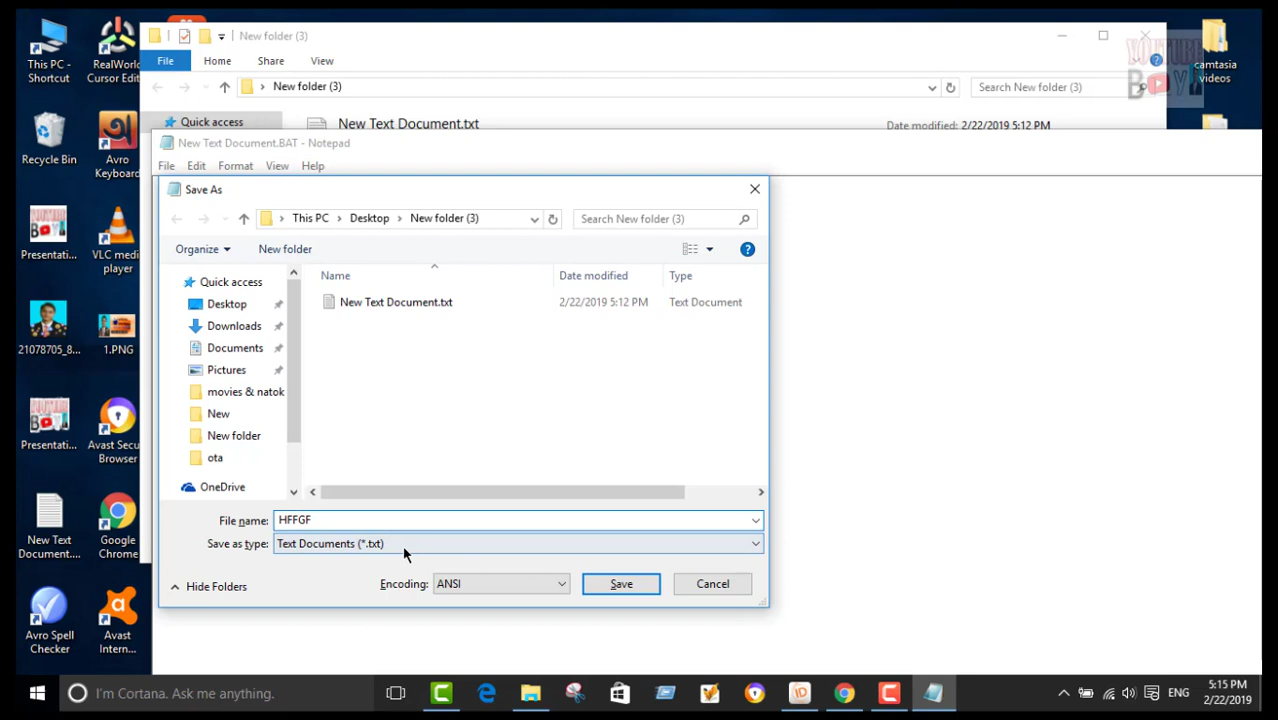 This PC - Shortcut
RealWorld Cursor Edit
New folder (3)
File Home Share View
New folder (3)
Search New folder (3)
camtasia videos
Quick access
New Text Document.txt
Date modified: 2/22/2019 5:12 PM
YOUTUBE BOY
Recycle Bin
Avro Keyboard
New Text Document.BAT - Notepad
File Edit Format View Help
Save As
This PC > Desktop > New folder (3)
Search New folder (3)
Organize New folder
Presentati...
VLC media player
Quick access
Desktop
Downloads
Documents
Pictures
movies & natok
New
New folder
ota
OneDrive
Name Date modified Type
New Text Document.txt 2/22/2019 5:12 PM Text Document
21078705_8...
1.PNG
Presentati...
Avast Secu... Browser
New Text Document....
Google Chrome
File name: HFFGF
Save as type: Text Documents (*.txt)
Hide Folders
Encoding: ANSI
Save
Cancel
Avro Spell Checker
Avast Intern...
I'm Cortana. Ask me anything.
ENG
5:15 PM
2/22/2019